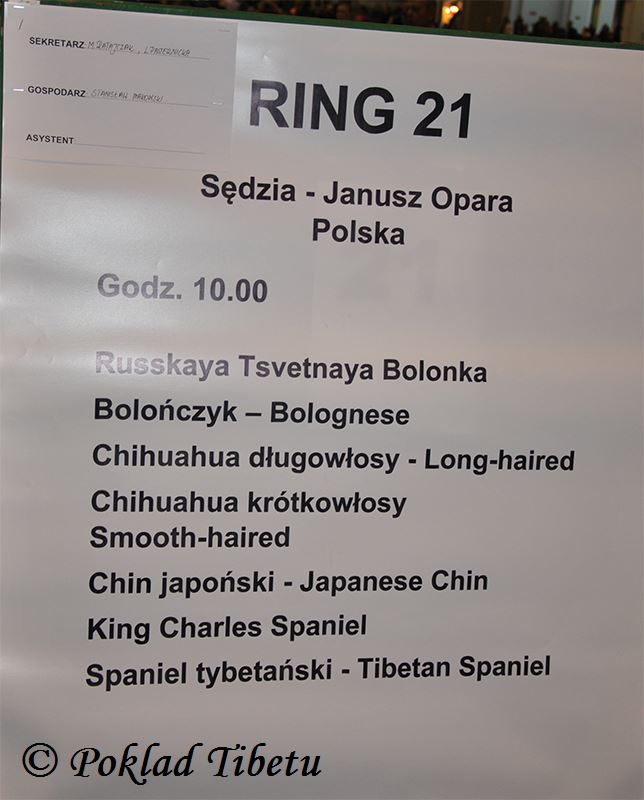 SEKRETARZ: M. RATAJCZAK,
GOSPODARZ: STANISŁAW
ASYSTENT:
RING 21
Sędzia - Janusz Opara
Polska
Godz. 10.00
Russkaya Tsvetnaya Bolonka
Bolończyk – Bolognese
Chihuahua długowłosy - Long-haired
Chihuahua krótkowłosy
Smooth-haired
Chin japoński - Japanese Chin
King Charles Spaniel
Spaniel tybetański - Tibetan Spaniel
© Poklad Tibetu